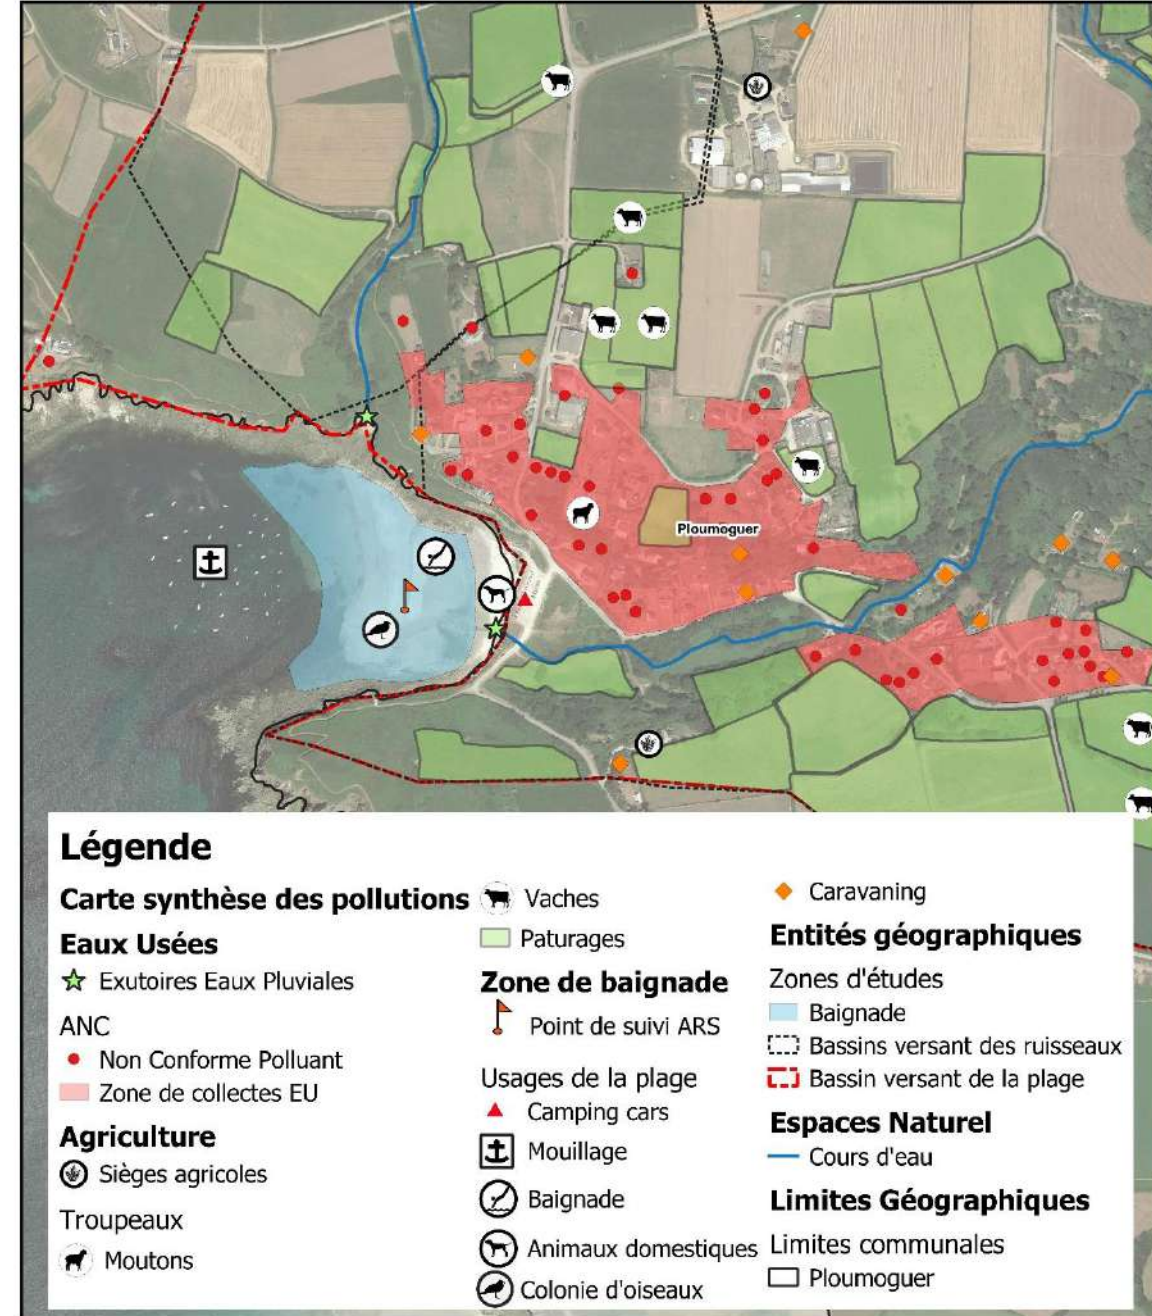 Ploumoguer
Légende
Carte synthèse des pollutions
Eaux Usées
Exutoires Eaux Pluviales
ANC
Non Conforme Polluant
Zone de collectes EU
Agriculture
Sièges agricoles
Troupeaux
Moutons
Vaches
Paturages
Zone de baignade
Point de suivi ARS
Usages de la plage
Camping cars
Mouillage
Baignade
Animaux domestiques
Colonie d'oiseaux
Caravaning
Entités géographiques
Zones d'études
Baignade
Bassins versant des ruisseaux
Bassin versant de la plage
Espaces Naturel
Cours d'eau
Limites Géographiques
Limites communales
Ploumoguer